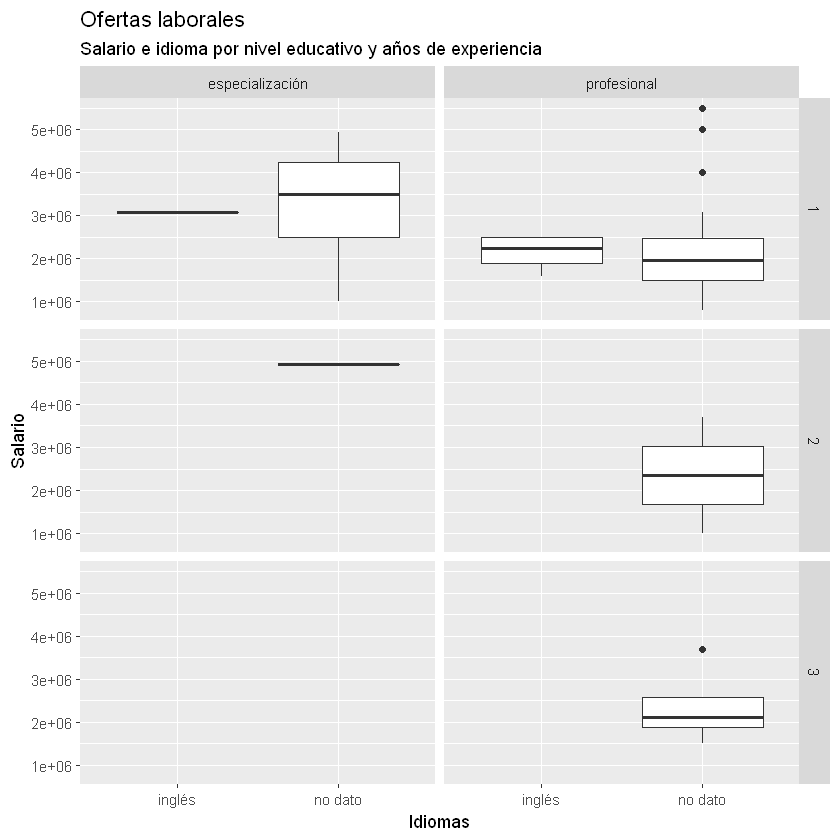 Ofertas laborales
Salario e idioma por nivel educativo y años de experiencia
especialización
profesional
5e+06
4e+06
3e+06
2e+06
1e+06
1
5e+06
4e+06
3e+06
2e+06
1e+06
2
5e+06
4e+06
3e+06
2e+06
1e+06
3
Salario
inglés
no dato
inglés
no dato
Idiomas